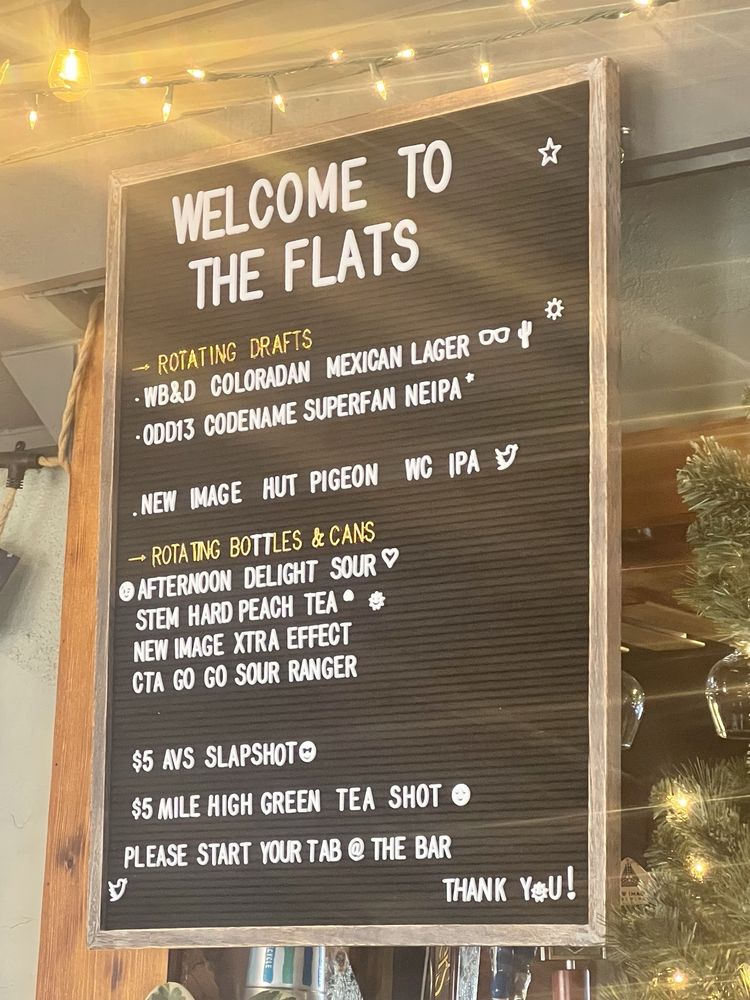 WELCOME TO
THE FLATS
→ ROTATING DRAFTS
·WB&D COLORADAN MEXICAN LAGER
·ODD13 CODENAME SUPERFAN NEIPA*
.NEW IMAGE HUT PIGEON WC IPA
→ ROTATING BOTTLES & CANS
AFTERNOON DELIGHT SOUR♡
STEM HARD PEACH TEA
NEW IMAGE XTRA EFFECT
CTA GO GO SOUR RANGER
$5 AVS SLAPSHOT
$5 MILE HIGH GREEN TEA SHOT
PLEASE START YOUR TAB @ THE BAR
THANK YOU!